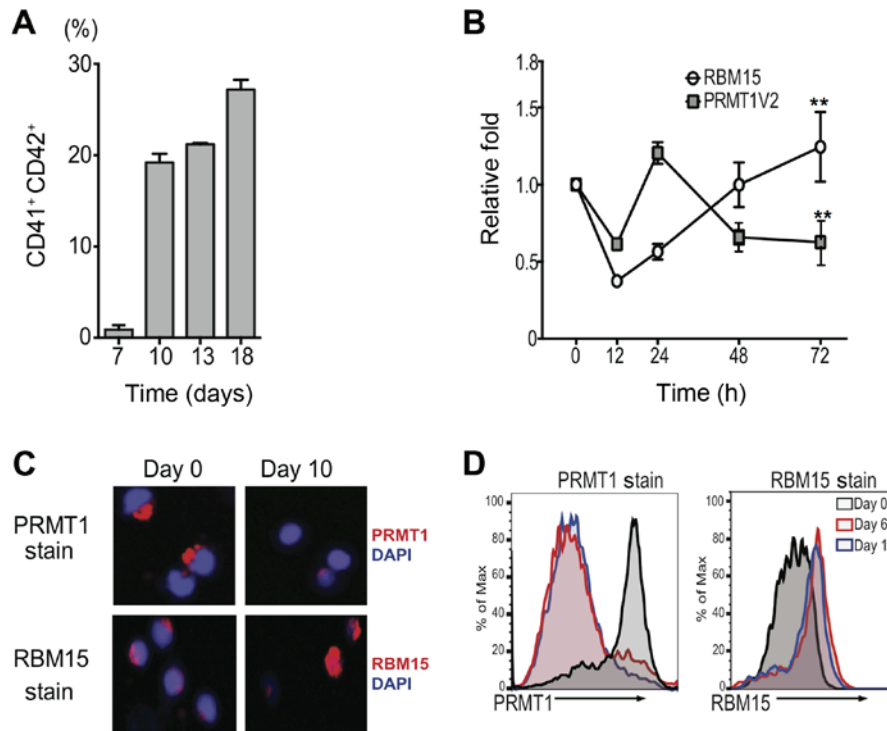 A
(%)
30
20
10
0
CD41+ CD42+
7 10 13 18
Time (days)
B
1.8
1.5
1.0
0.5
0.0
Relative fold
RBM15
PRMT1V2
**
**
0 12 24 48 72
Time (h)
C
Day 0 Day 10
PRMT1
stain
PRMT1
DAPI
RBM15
stain
RBM15
DAPI
D
PRMT1 stain
100
80
60
40
20
0
% of Max
PRMT1
RBM15 stain
100
80
60
40
20
0
% of Max
Day 0
Day 6
Day 1
RBM15